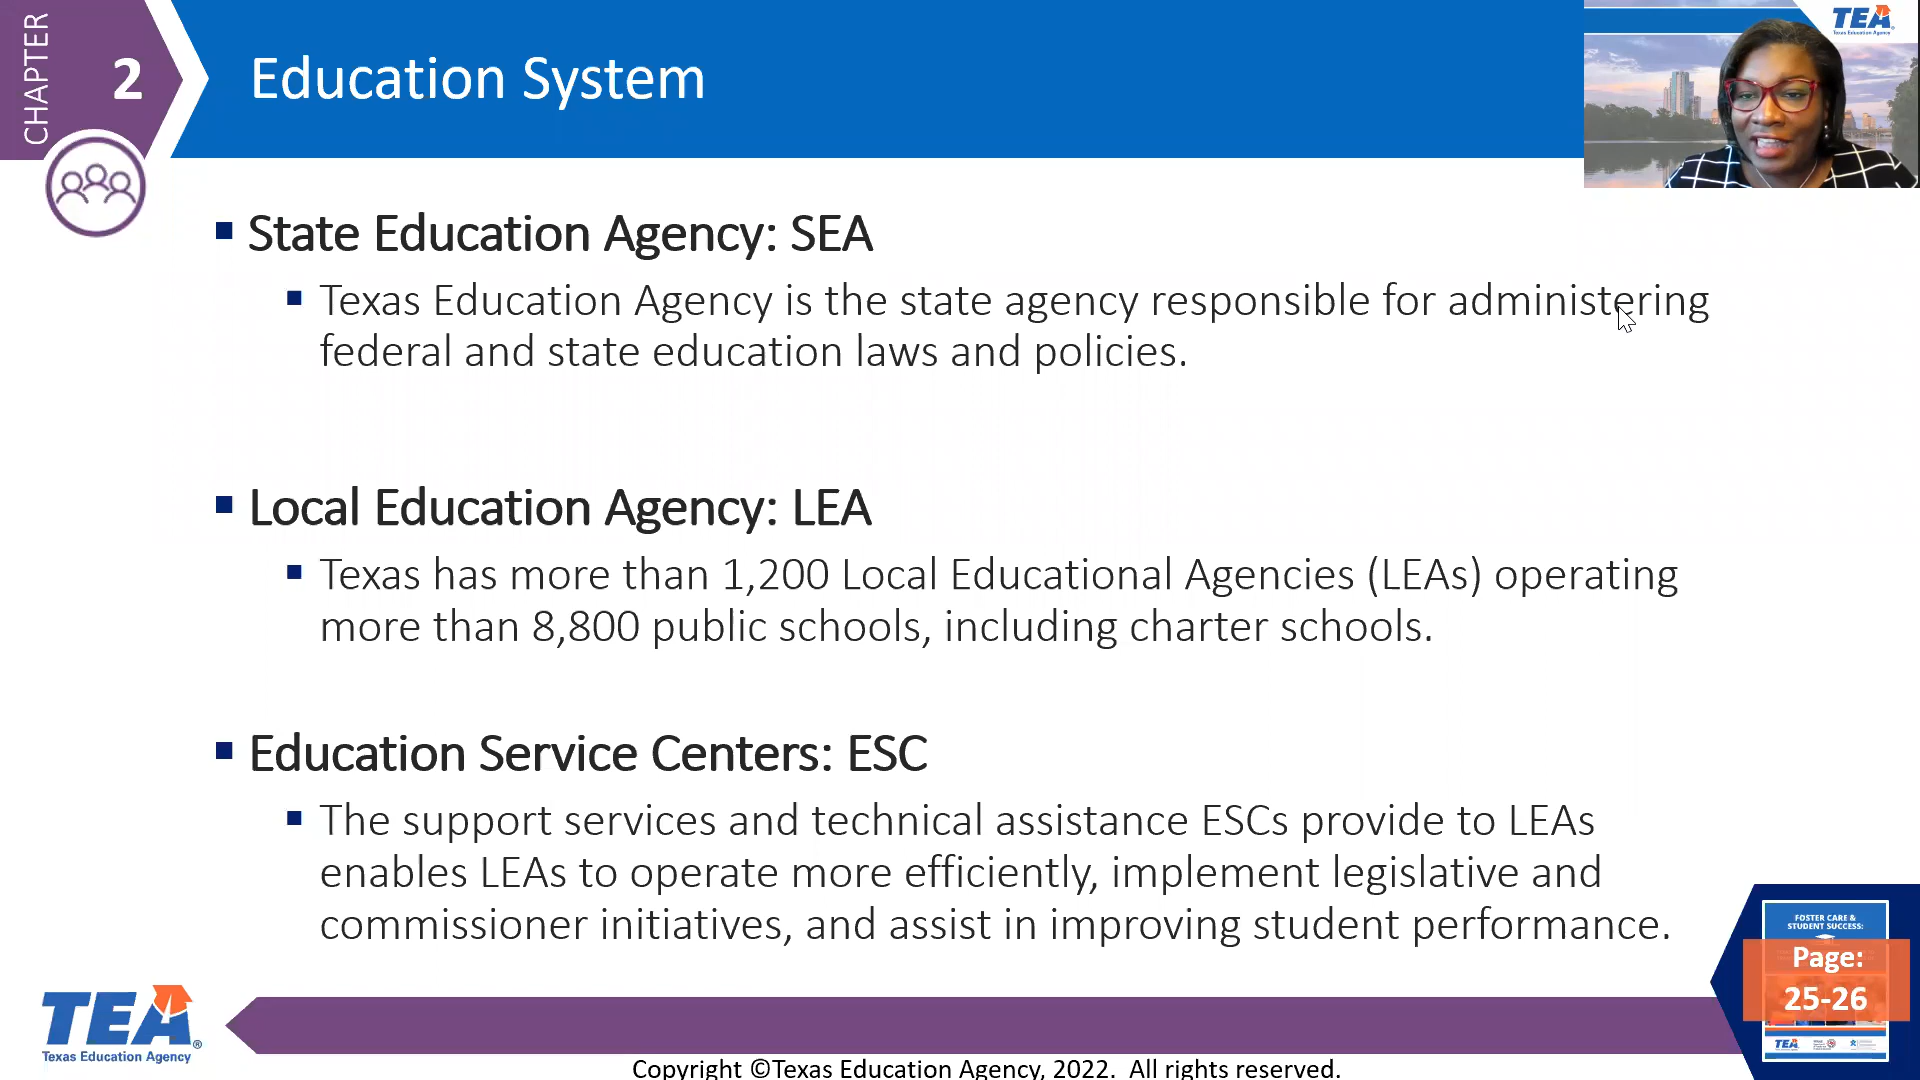 CHAPTER
2
Education System
TEA
Texas Education Agency
▪ State Education Agency: SEA
▪ Texas Education Agency is the state agency responsible for administering
federal and state education laws and policies.
▪ Local Education Agency: LEA
▪ Texas has more than 1,200 Local Educational Agencies (LEAs) operating
more than 8,800 public schools, including charter schools.
▪ Education Service Centers: ESC
▪ The support services and technical assistance ESCs provide to LEAs
enables LEAs to operate more efficiently, implement legislative and
commissioner initiatives, and assist in improving student performance.
FOSTER CARE &
STUDENT SUCCESS:
Page:
25-26
TEA
TEA®
Texas Education Agency
Copyright ©Texas Education Agency, 2022. All rights reserved.